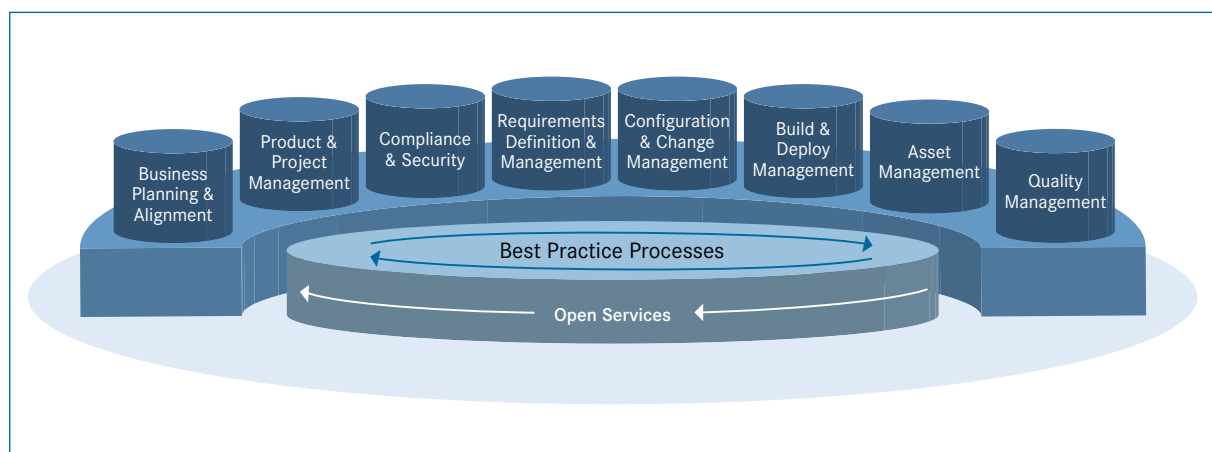 Business
Planning &
Alignment
Product &
Project
Management
Compliance
& Security
Requirements
Definition &
Management
Configuration
& Change
Management
Build &
Deploy
Management
Asset
Management
Quality
Management
Best Practice Processes
Open Services